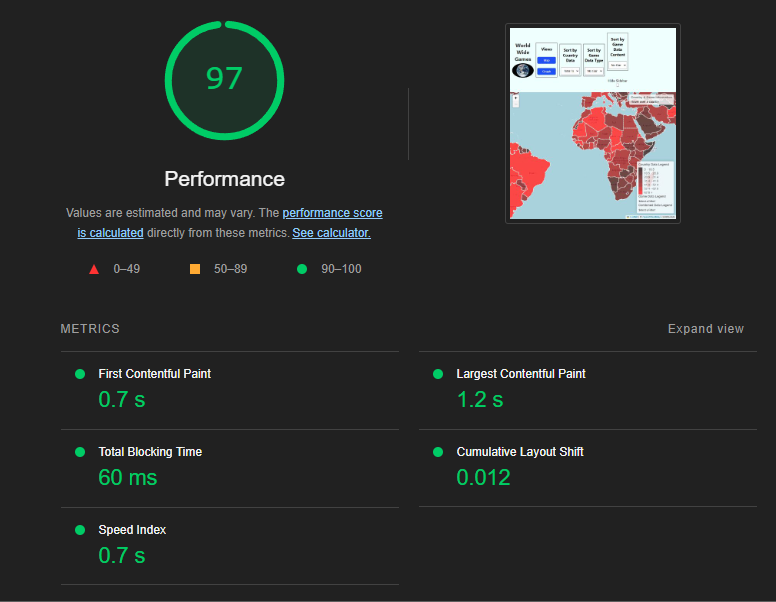 97
Performance
Values are estimated and may vary. The performance score
is calculated directly from these metrics. See calculator.
0–49
50–89
90–100
World
Wide
Games
Views
Sort by
Country
Data
Sort by
Game
Data Type
Sort by
Game
Data
Content
METRICS
Expand view
First Contentful Paint
0.7 s
Largest Contentful Paint
1.2 s
Total Blocking Time
60 ms
Cumulative Layout Shift
0.012
Speed Index
0.7 s